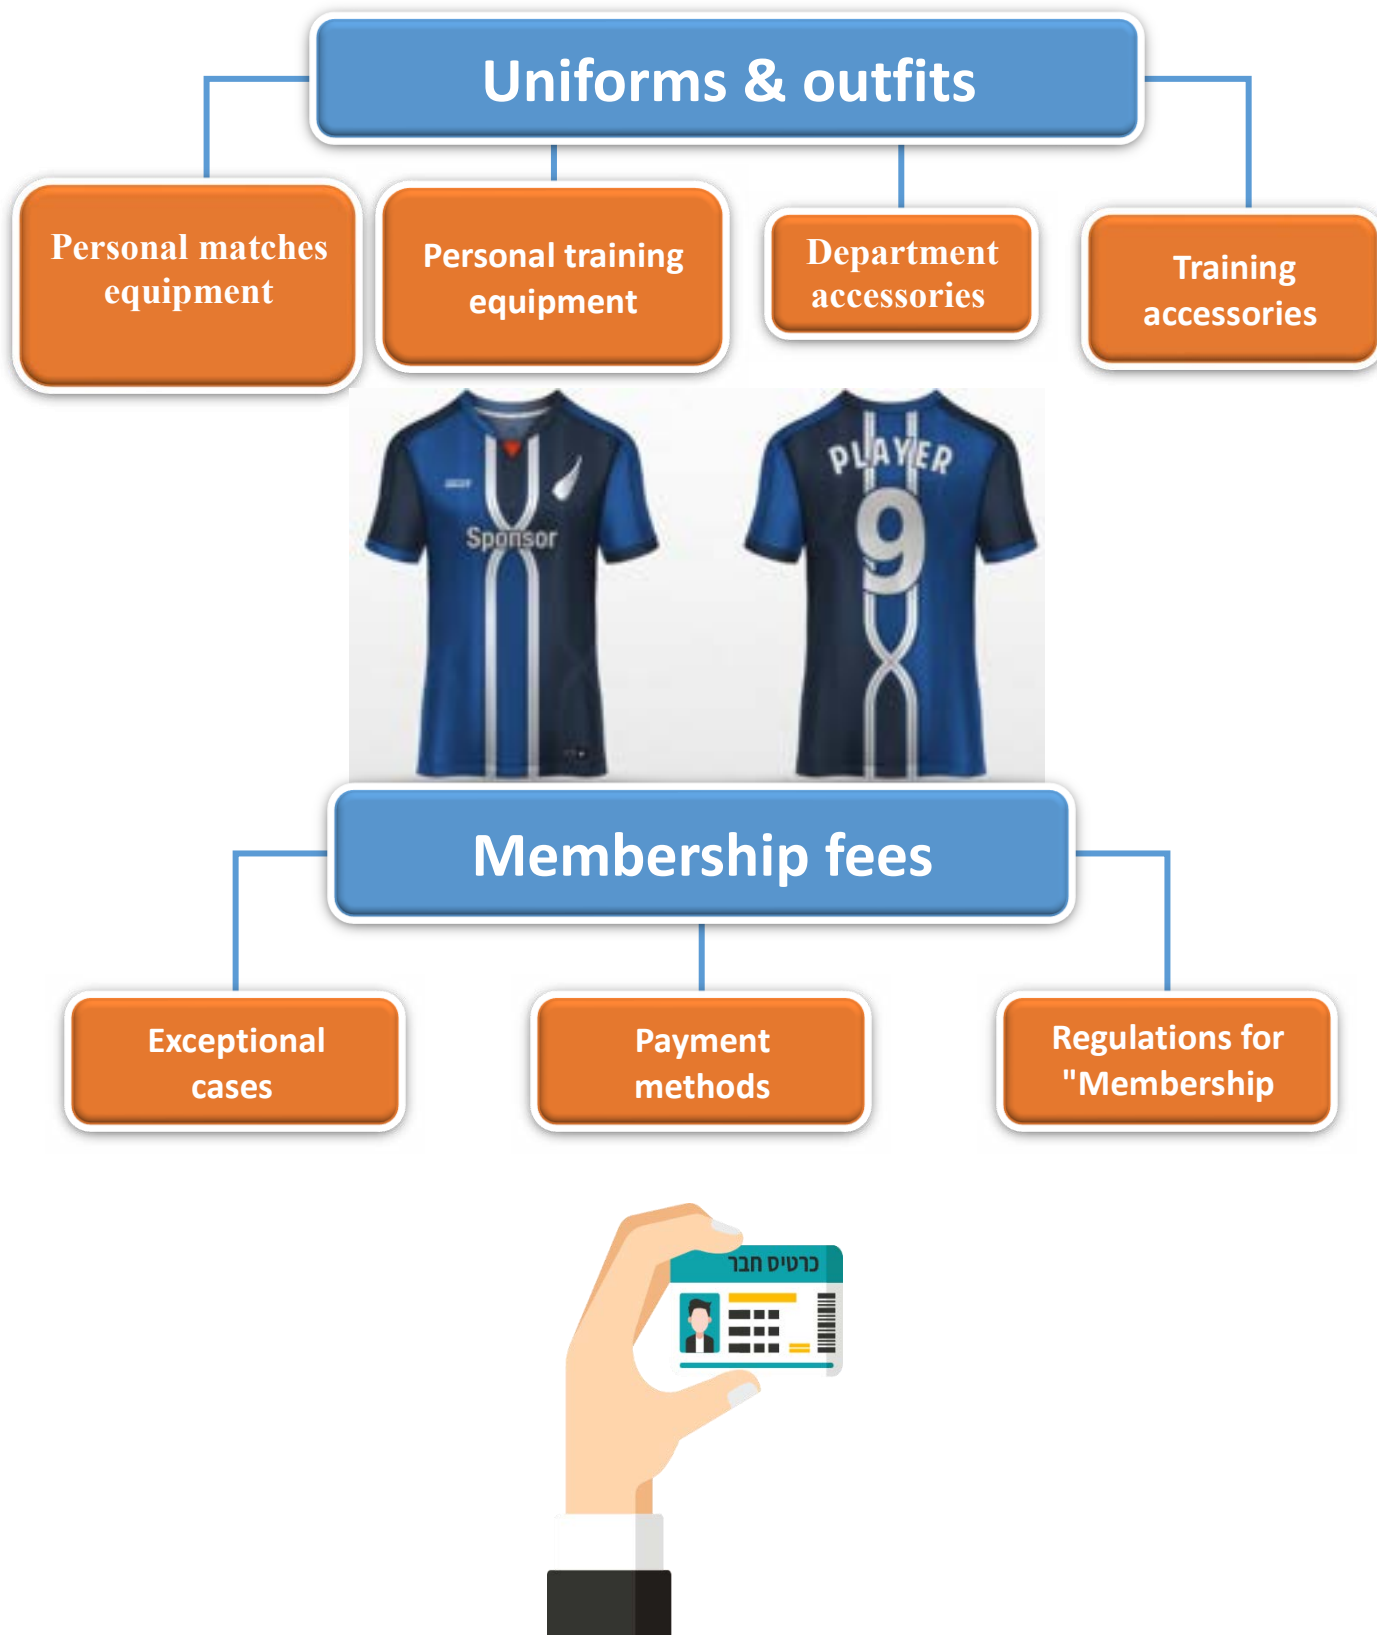 Uniforms & outfits
Personal matches
equipment
Personal training
equipment
Department
accessories
Training
accessories
Sponsor
PLAYER
9
Membership fees
Exceptional
cases
Payment
methods
Regulations for
"Membership
כרטיס חבר